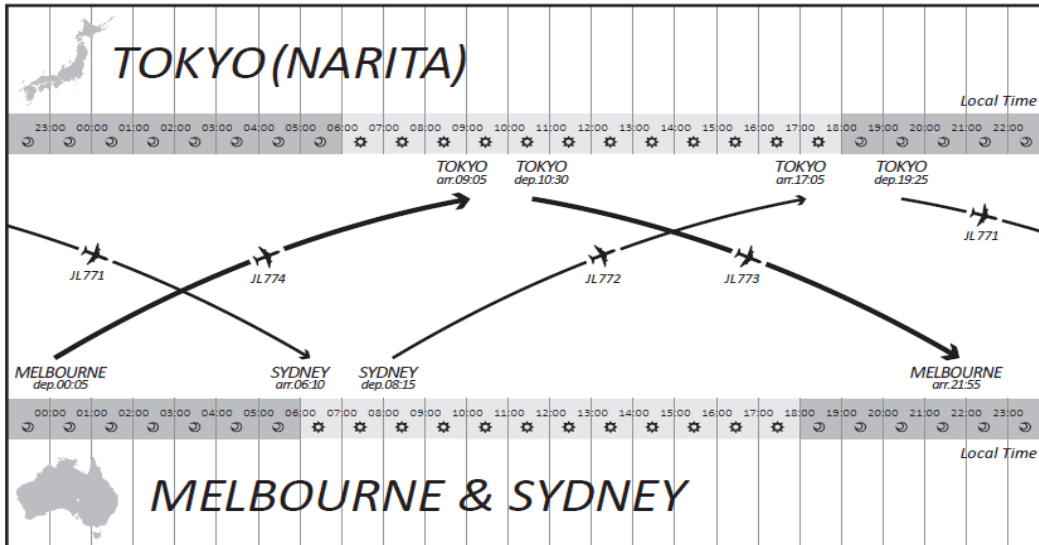 TOKYO (NARITA)
Local Time
23:00 00:00 01:00 02:00 03:00 04:00 05:00 06:00 07:00 08:00 09:00 10:00 11:00 12:00 13:00 14:00 15:00 16:00 17:00 18:00 19:00 20:00 21:00 22:00
TOKYO
arr.09:05
TOKYO
dep.10:30
TOKYO
arr.17:05
TOKYO
dep.19:25
JL771
JL774
JL772
JL773
JL771
MELBOURNE
dep.00:05
SYDNEY
arr.06:10
SYDNEY
dep.08:15
MELBOURNE
arr.21:55
00:00 01:00 02:00 03:00 04:00 05:00 06:00 07:00 08:00 09:00 10:00 11:00 12:00 13:00 14:00 15:00 16:00 17:00 18:00 19:00 20:00 21:00 22:00 23:00
Local Time
MELBOURNE & SYDNEY